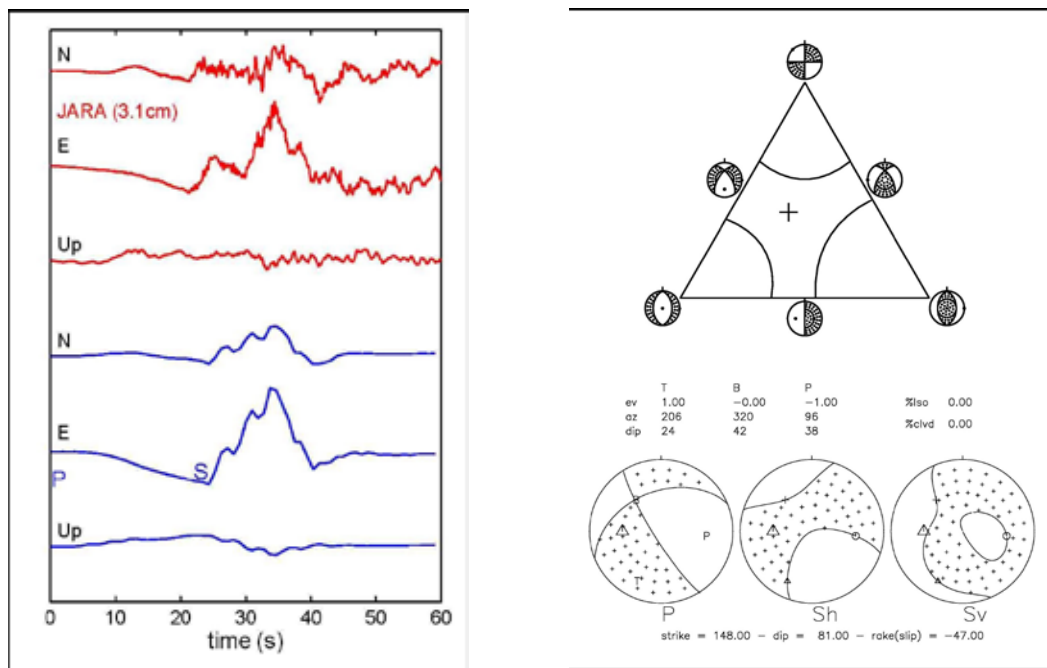 N
JARA (3.1cm)
E
Up
N
E
P
S
Up
0 10 20 30 40 50 60
time (s)
T B P
ev 1.00 −0.00 −1.00 %Iso 0.00
az 206 320 96 %clvd 0.00
dip 24 42 38
B
P
T
P Sh Sv
strike = 148.00 − dip = 81.00 − rake(slip) = −47.00